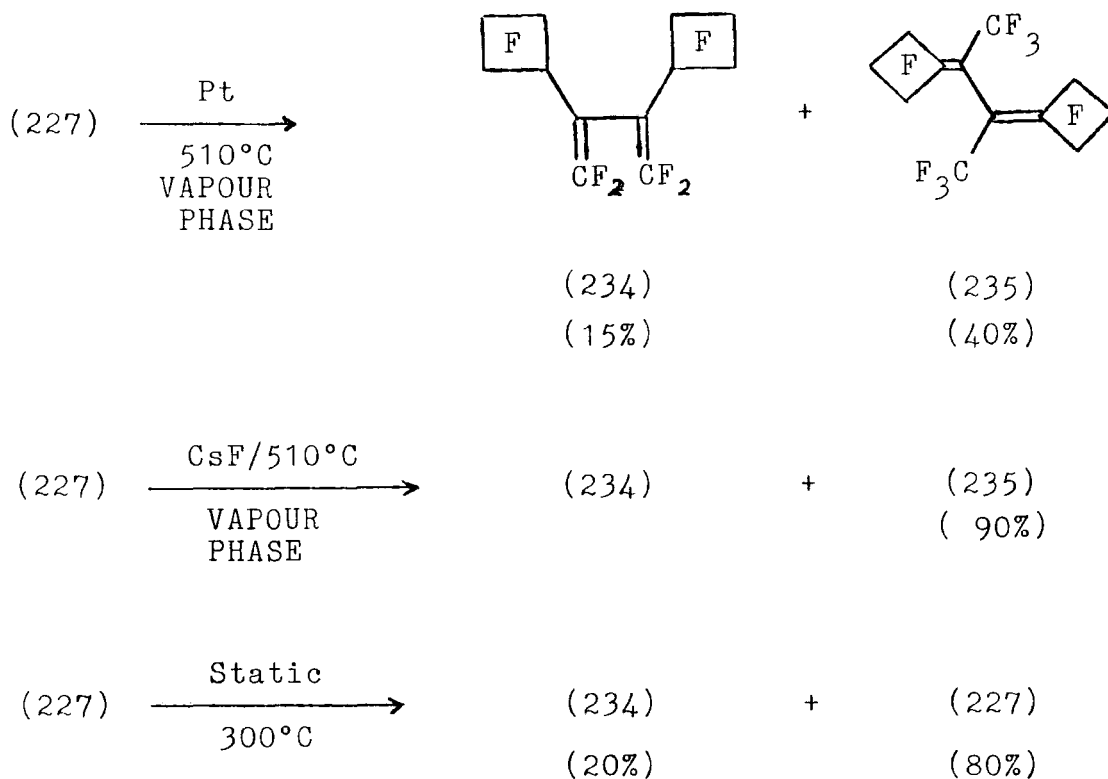 F F CF3
F F
(227) Pt +
510°C
VAPOUR
PHASE
CF2 CF2 F3C
(234) (235)
(15%) (40%)
(227) CsF/510°C (234) + (235)
VAPOUR
PHASE
( 90%)
(227) Static (234) + (227)
300°C
(20%) (80%)